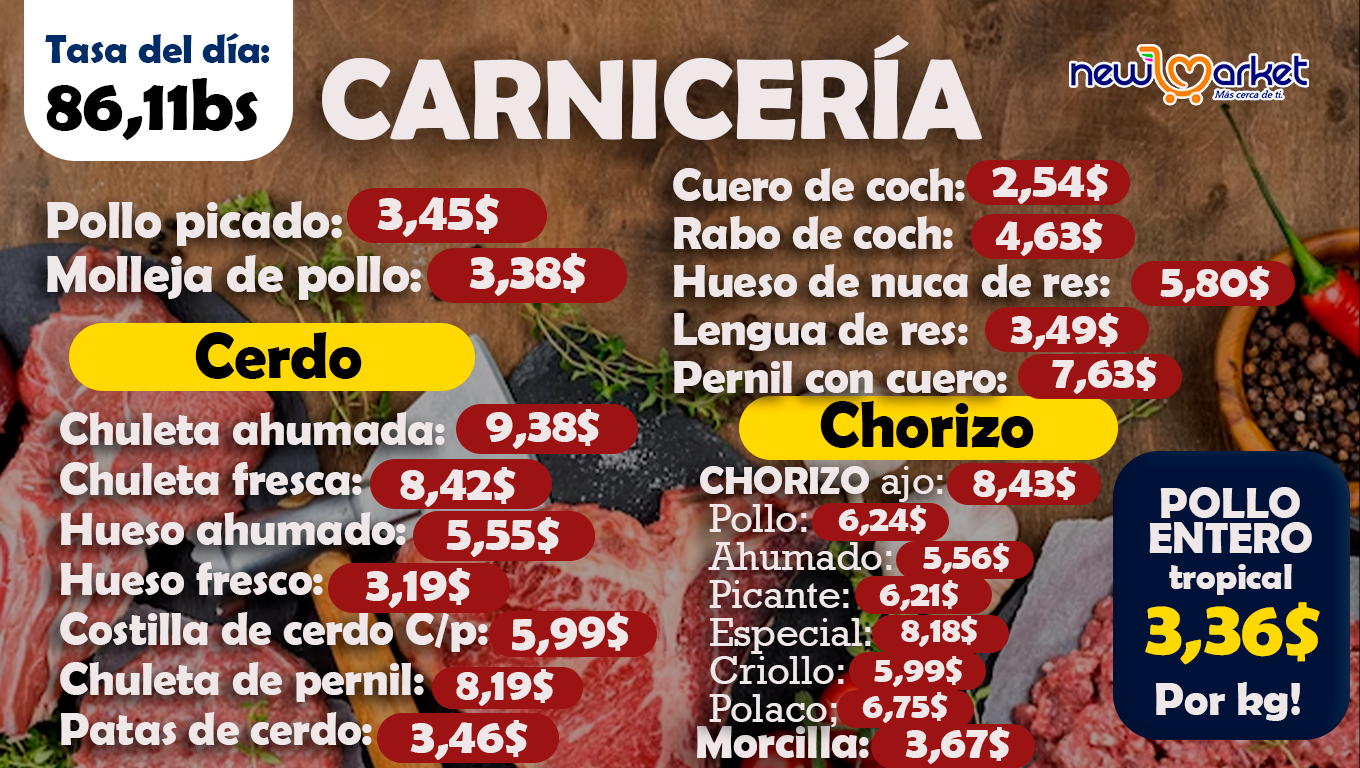 Tasa del día:
86,11bs
CARNICERÍA
new market
Más cerca de ti.
Pollo picado: 3,45$
Molleja de pollo: 3,38$
Cerdo
Chuleta ahumada: 9,38$
Chuleta fresca: 8,42$
Hueso ahumado: 5,55$
Hueso fresco: 3,19$
Costilla de cerdo C/p: 5,99$
Chuleta de pernil: 8,19$
Patas de cerdo: 3,46$
Cuero de coch: 2,54$
Rabo de coch: 4,63$
Hueso de nuca de res: 5,80$
Lengua de res: 3,49$
Pernil con cuero: 7,63$
Chorizo
CHORIZO ajo: 8,43$
Pollo: 6,24$
Ahumado: 5,56$
Picante: 6,21$
Especial: 8,18$
Criollo: 5,99$
Polaco; 6,75$
Morcilla: 3,67$
POLLO
ENTERO
tropical
3,36$
Por kg!